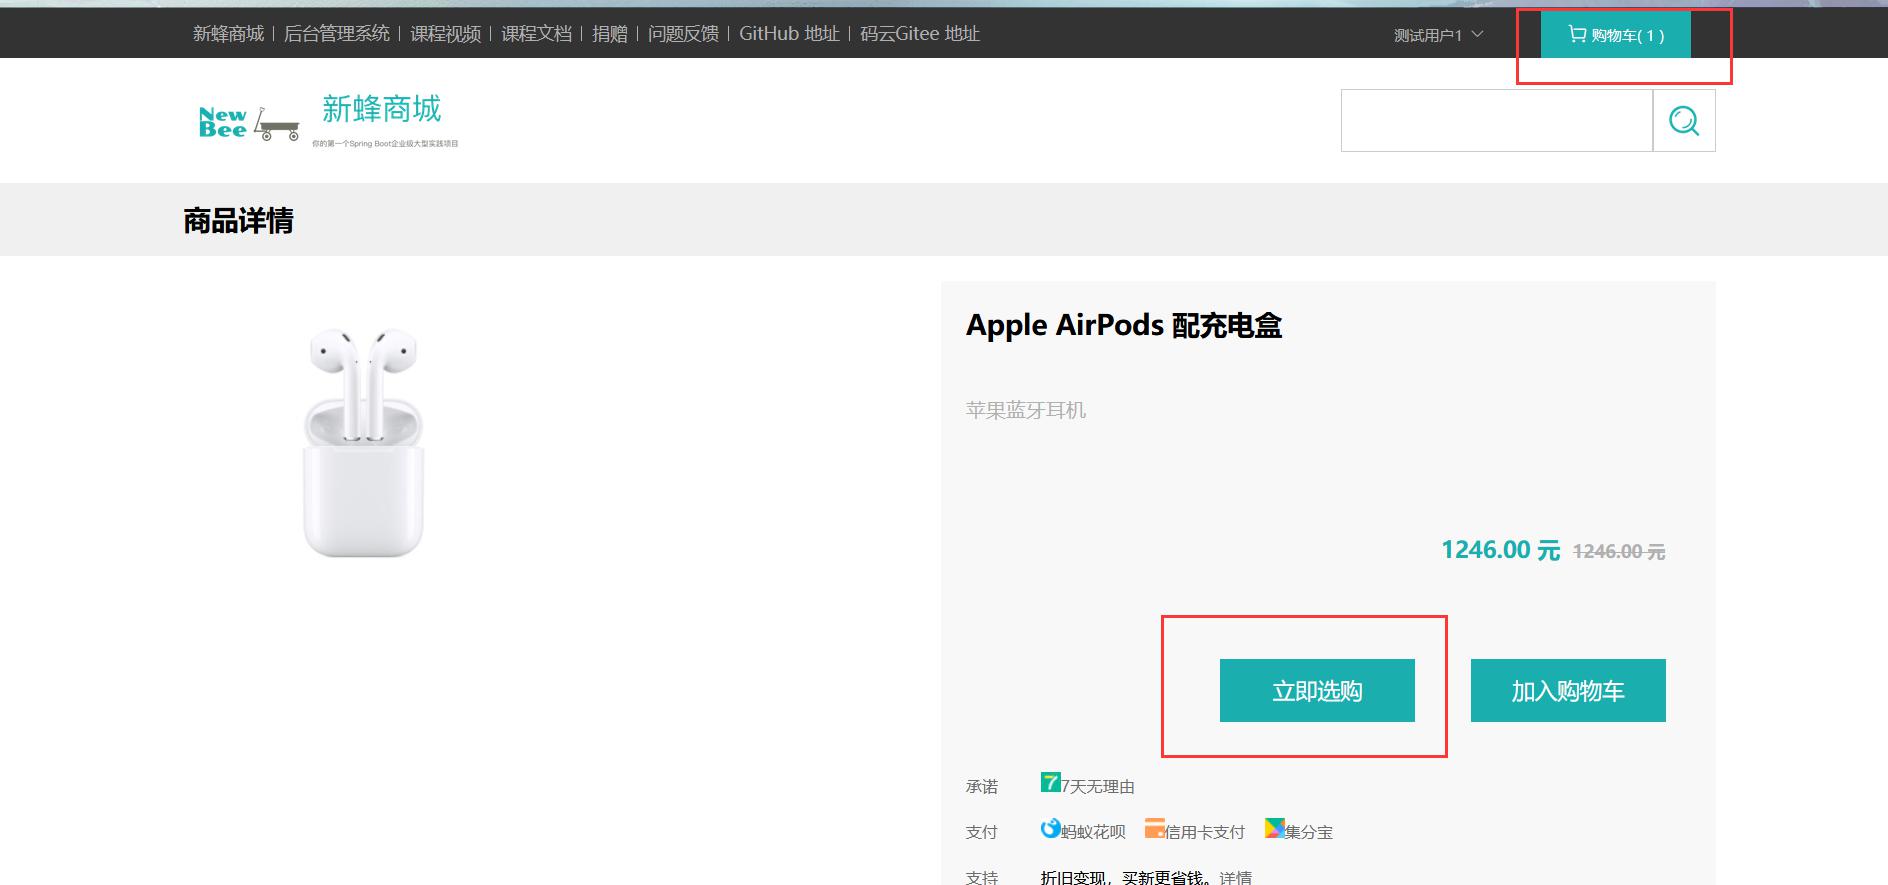 新蜂商城 | 后台管理系统 | 课程视频 | 课程文档 | 捐赠 | 问题反馈 | GitHub 地址 | 码云Gitee 地址
测试用户1 购物车( 1 )
New Bee
新蜂商城
你的第一个Spring Boot企业级大型实践项目
商品详情
Apple AirPods 配充电盒
苹果蓝牙耳机
1246.00 元 1246.00 元
立即选购 加入购物车
承诺 7 7天无理由
支付 蚂蚁花呗 信用卡支付 集分宝
支持 折旧变现，买新更省钱。详情